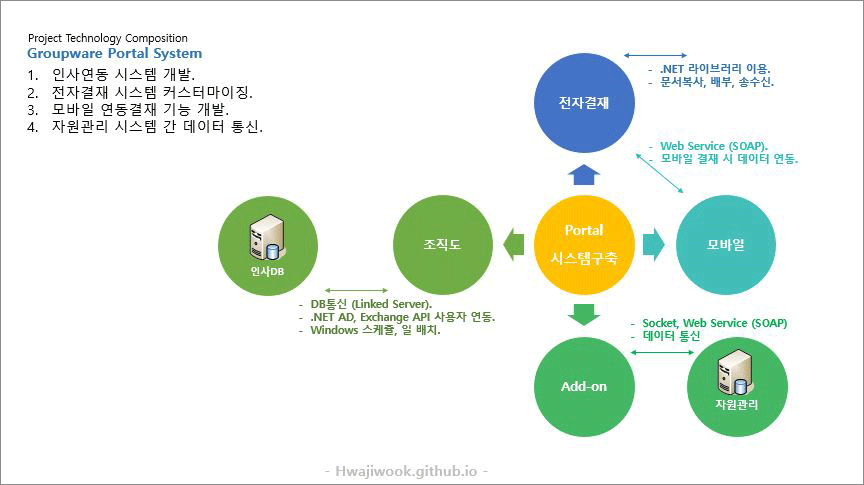 Project Technology Composition
Groupware Portal System
1. 인사연동 시스템 개발.
2. 전자결재 시스템 커스터마이징.
3. 모바일 연동결재 기능 개발.
4. 자원관리 시스템 간 데이터 통신.
전자결재
- .NET 라이브러리 이용.
- 문서복사, 배부, 송수신.
- Web Service (SOAP).
- 모바일 결재 시 데이터 연동.
인사DB
조직도
Portal
시스템구축
모바일
- DB통신 (Linked Server).
- .NET AD, Exchange API 사용자 연동.
- Windows 스케쥴, 일 배치.
- Socket, Web Service (SOAP)
- 데이터 통신
Add-on
자원관리
- Hwajiwook.github.io -